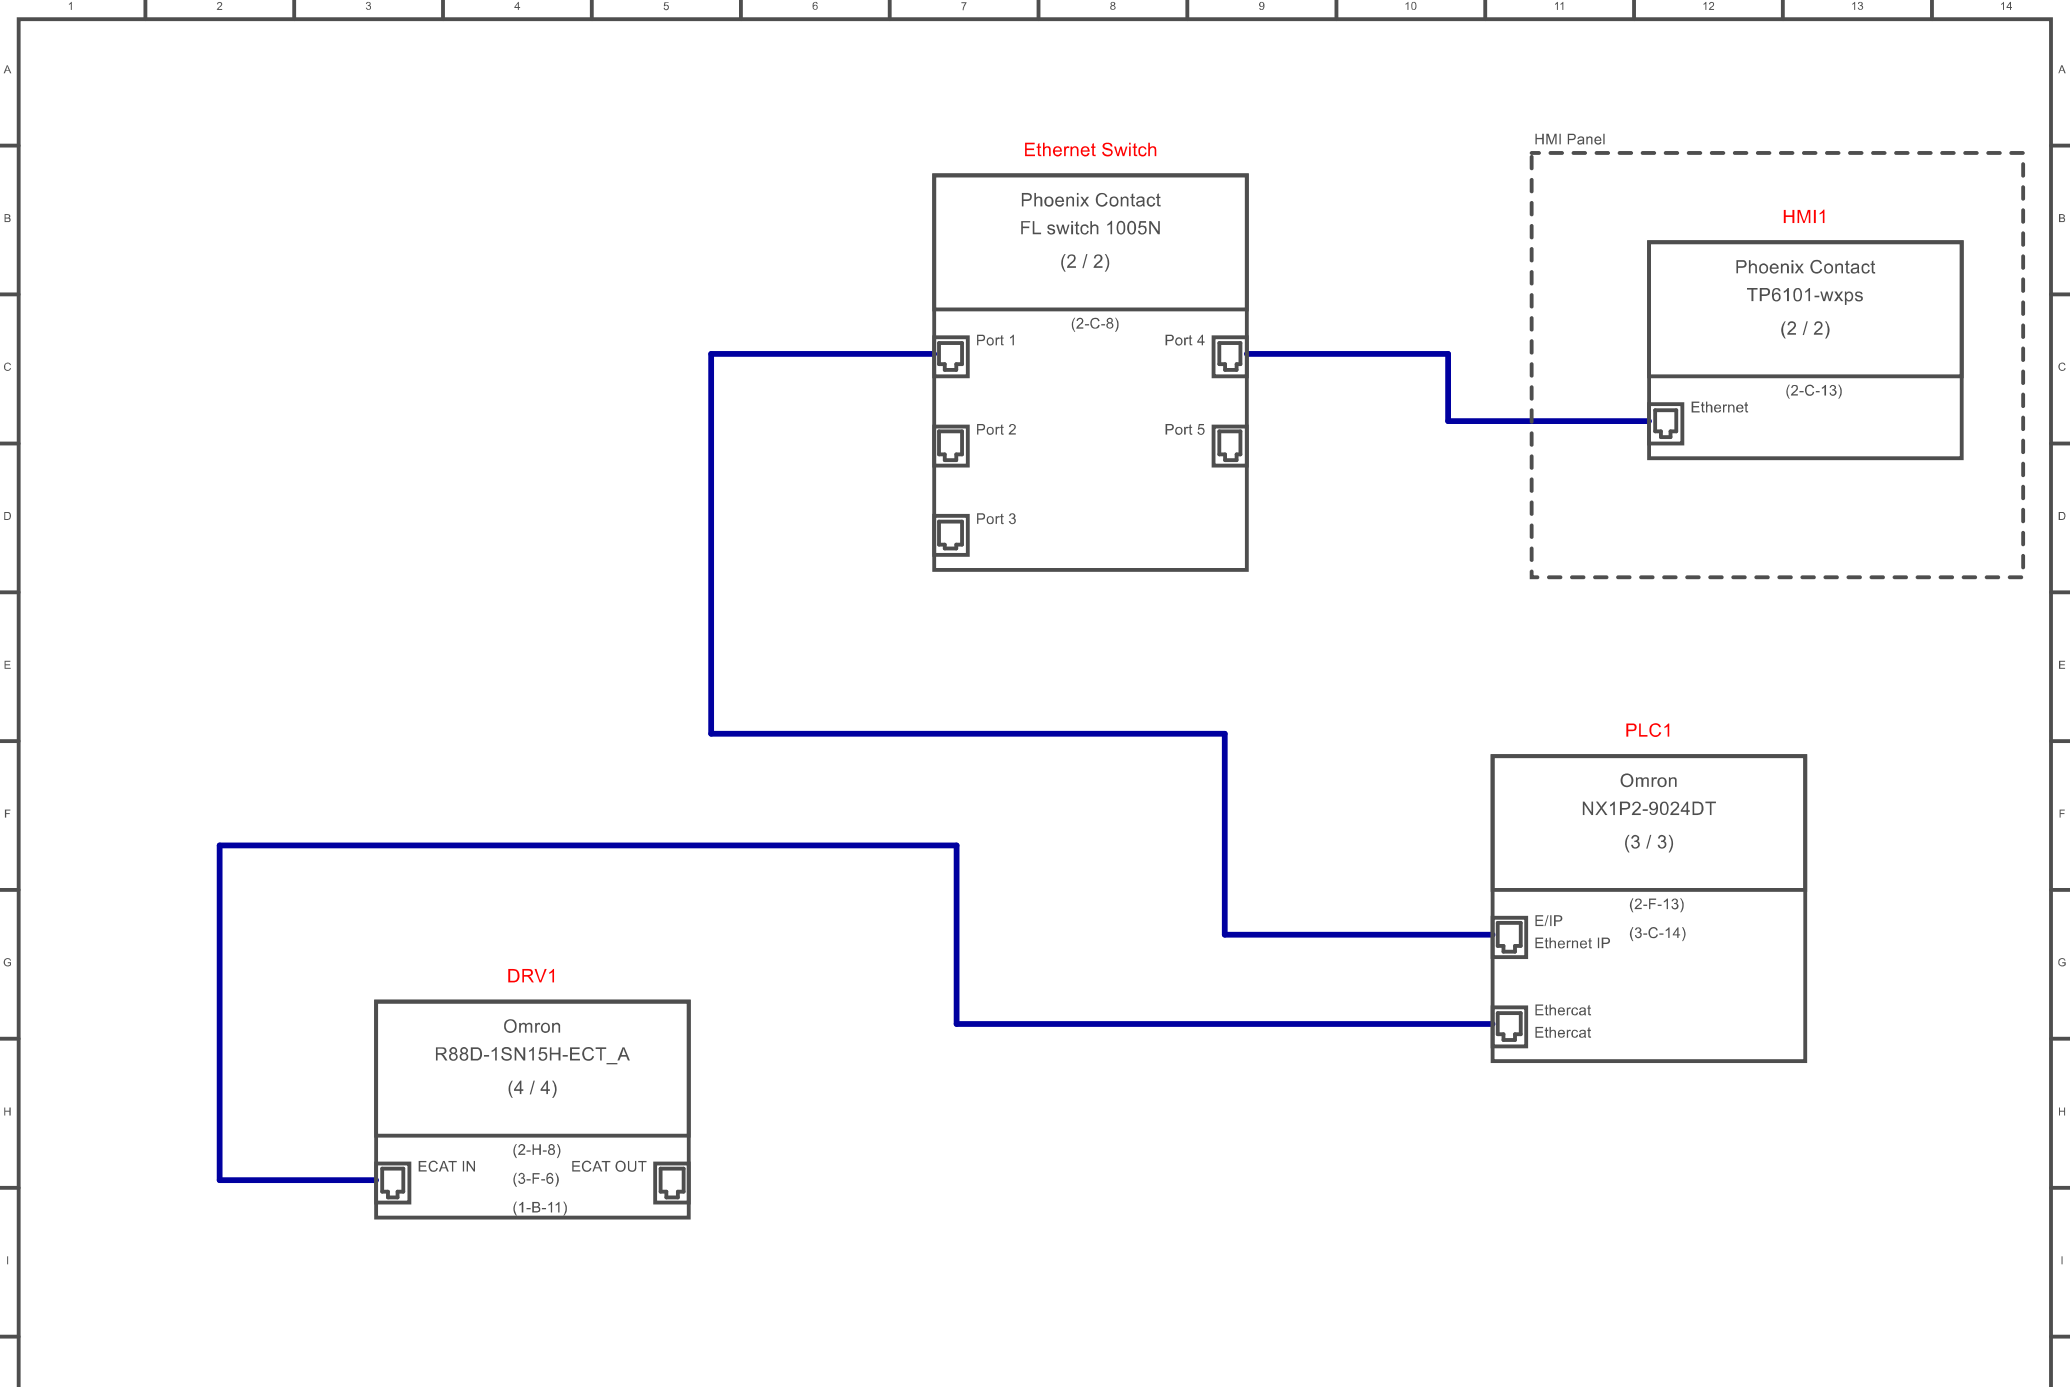 1 2 3 4 5 6 7 8 9 10 11 12 13 14
A A
HMI Panel
Ethernet Switch
Phoenix Contact
FL switch 1005N
(2 / 2)
(2-C-8)
Port 1
Port 4
Port 2
Port 5
Port 3
B B
HMI1
Phoenix Contact
TP6101-wxps
(2 / 2)
(2-C-13)
Ethernet
C C
D D
E E
PLC1
Omron
NX1P2-9024DT
(3 / 3)
(2-F-13)
(3-C-14)
E/IP
Ethernet IP
Ethercat
Ethercat
F F
G G
DRV1
Omron
R88D-1SN15H-ECT_A
(4 / 4)
(2-H-8)
(3-F-6)
(1-B-11)
ECAT IN
ECAT OUT
H H
I I